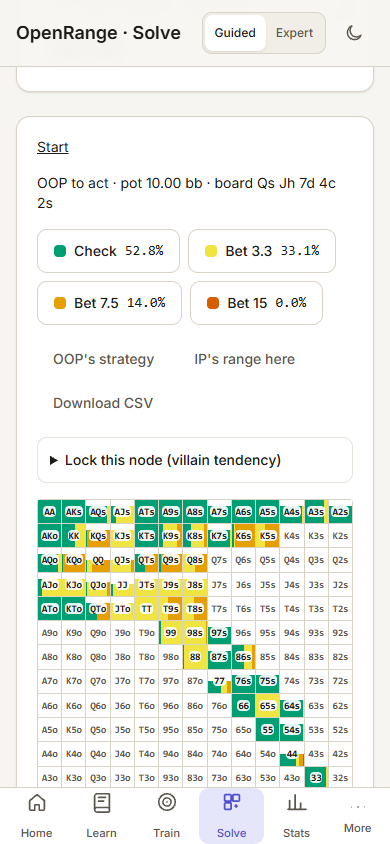 OpenRange · Solve
Guided Expert
Start
OOP to act · pot 10.00 bb · board Qs Jh 7d 4c
2s
Check 52.8% Bet 3.3 33.1%
Bet 7.5 14.0% Bet 15 0.0%
OOP's strategy IP's range here
Download CSV
▶ Lock this node (villain tendency)
AA AKs AQs AJs ATs A9s A8s A7s A6s A5s A4s A3s A2s
AKo KK KQs KJs KTs K9s K8s K7s K6s K5s K4s K3s K2s
AQo KQo QQ QJs QTs Q9s Q8s Q7s Q6s Q5s Q4s Q3s Q2s
AJo KJo QJo JJ JTs J9s J8s J7s J6s J5s J4s J3s J2s
ATo KTo QTo JTo TT T9s T8s T7s T6s T5s T4s T3s T2s
A9o K9o Q9o J9o T9o 99 98s 97s 96s 95s 94s 93s 92s
A8o K8o Q8o J8o T8o 98o 88 87s 86s 85s 84s 83s 82s
A7o K7o Q7o J7o T7o 97o 87o 77 76s 75s 74s 73s 72s
A6o K6o Q6o J6o T6o 96o 86o 76o 66 65s 64s 63s 62s
A5o K5o Q5o J5o T5o 95o 85o 75o 65o 55 54s 53s 52s
A4o K4o Q4o J4o T4o 94o 84o 74o 64o 54o 44 43s 42s
A3o K3o Q3o J3o T3o 93o 83o 73o 63o 53o 43o 33 32s
Home Learn Train Solve Stats More